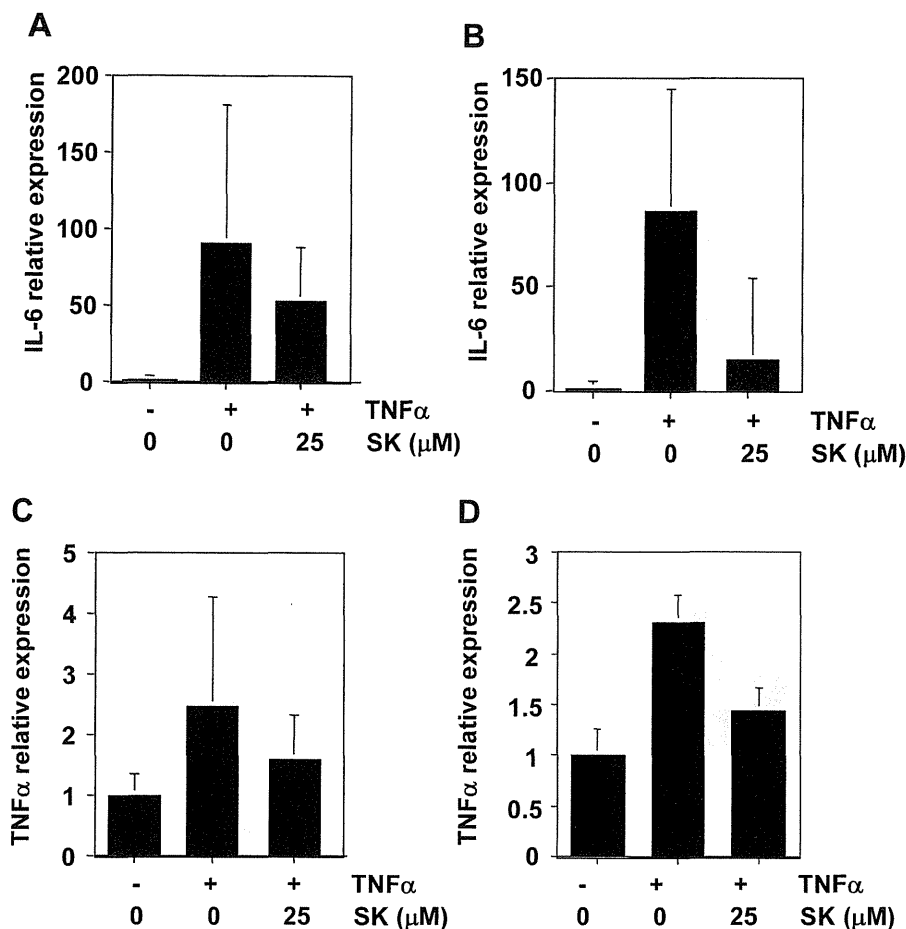 A
IL-6 relative expression
200
150
100
50
0
- + + TNFα
0 0 25 SK (μM)
B
IL-6 relative expression
150
100
50
0
- + + TNFα
0 0 25 SK (μM)
C
TNFα relative expression
5
4
3
2
1
0
- + + TNFα
0 0 25 SK (μM)
D
TNFα relative expression
3
2.5
2
1.5
1
0.5
0
- + + TNFα
0 0 25 SK (μM)